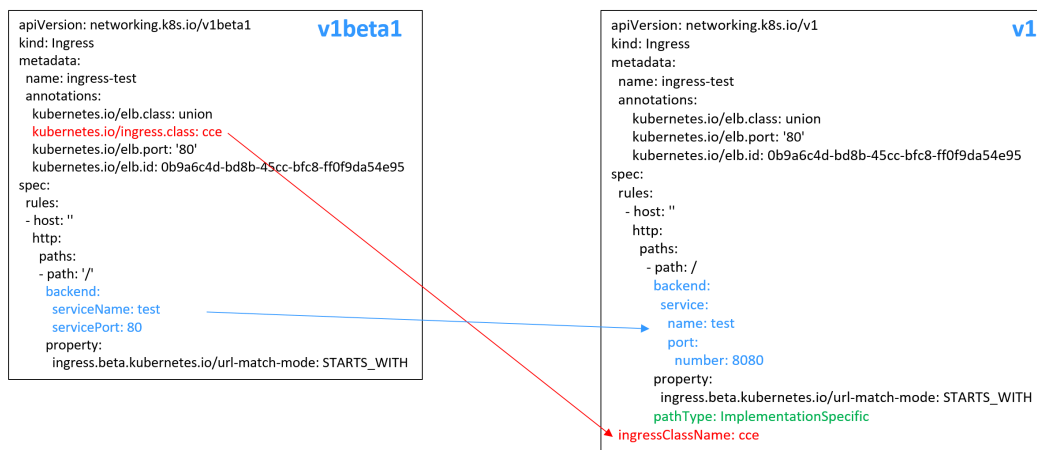 apiVersion: networking.k8s.io/v1beta1
v1beta1
kind: Ingress
metadata:
name: ingress-test
annotations:
kubernetes.io/elb.class: union
kubernetes.io/ingress.class: cce
kubernetes.io/elb.port: '80'
kubernetes.io/elb.id: 0b9a6c4d-bd8b-45cc-bfc8-ff0f9da54e95
spec:
rules:
- host: ''
http:
paths:
- path: '/'
backend:
serviceName: test
servicePort: 80
property:
ingress.beta.kubernetes.io/url-match-mode: STARTS_WITH
apiVersion: networking.k8s.io/v1
v1
kind: Ingress
metadata:
name: ingress-test
annotations:
kubernetes.io/elb.class: union
kubernetes.io/elb.port: '80'
kubernetes.io/elb.id: 0b9a6c4d-bd8b-45cc-bfc8-ff0f9da54e95
spec:
rules:
- host: ''
http:
paths:
- path: /
backend:
service:
name: test
port:
number: 8080
property:
ingress.beta.kubernetes.io/url-match-mode: STARTS_WITH
pathType: ImplementationSpecific
ingressClassName: cce